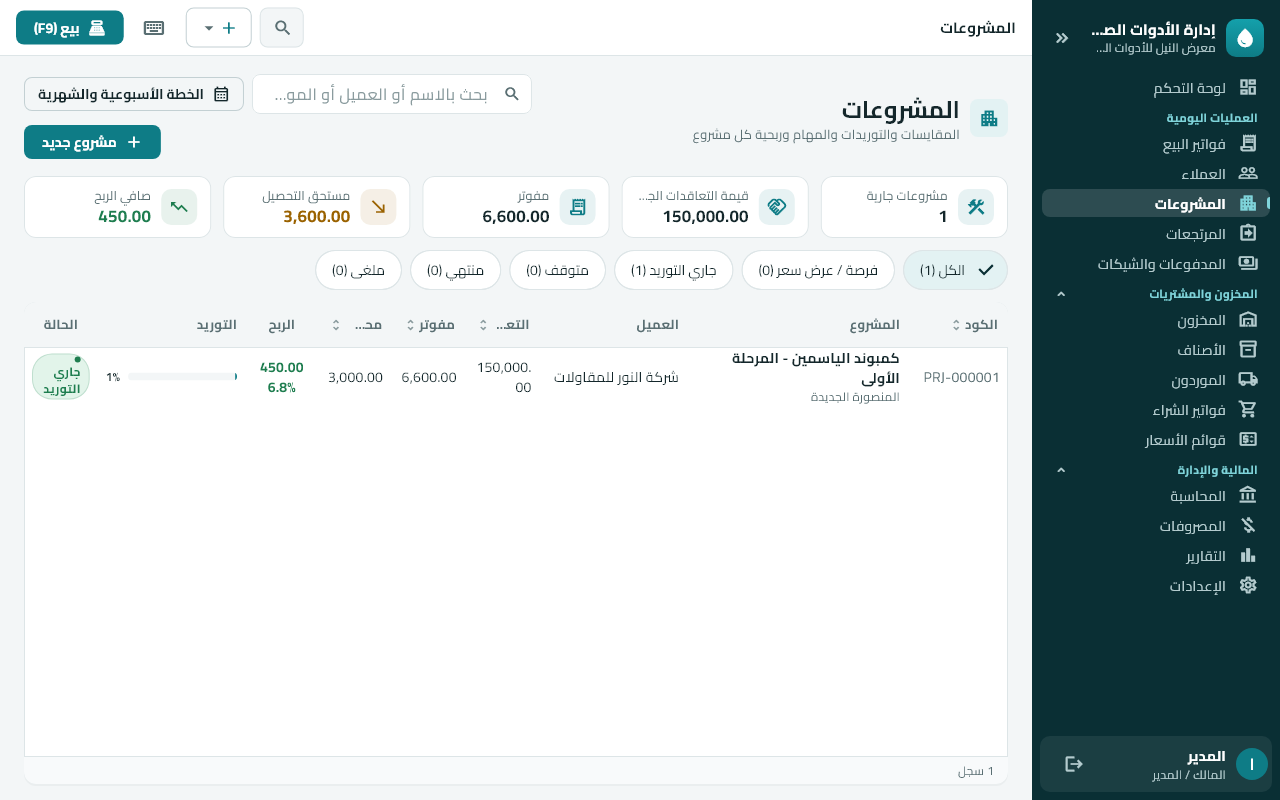 إدارة الأدوات الصـ...
معرض النيل للأدوات الـ...
لوحة التحكم
العمليات اليومية
فواتير البيع
العملاء
المشروعات
المرتجعات
المدفوعات والشيكات
المخزون والمشتريات
المخزون
الأصناف
الموردون
فواتير الشراء
قوائم الأسعار
المالية والإدارة
المحاسبة
المصروفات
التقارير
الإعدادات
ا
المدير
المالك / المدير
المشروعات
بيع (F9)
المشروعات
المقايسات والتوريدات والمهام وربحية كل مشروع
بحث بالاسم أو العميل أو المو...
الخطة الأسبوعية والشهرية
مشروع جديد
مشروعات جارية
1
قيمة التعاقدات الجـ...
150,000.00
مفوتر
6,600.00
مستحق التحصيل
3,600.00
صافي الربح
450.00
الكل (1)
فرصة / عرض سعر (0)
جاري التوريد (1)
متوقف (0)
منتهي (0)
ملغى (0)
الكود المشروع العميل التعـ... مفوتر محـ... الربح التوريد الحالة
PRJ-000001
كمبوند الياسمين - المرحلة
الأولى
المنصورة الجديدة
شركة النور للمقاولات
150,000.
00
6,600.00
3,000.00
450.00
6.8%
1%
جاري
التوريد
1 سجل